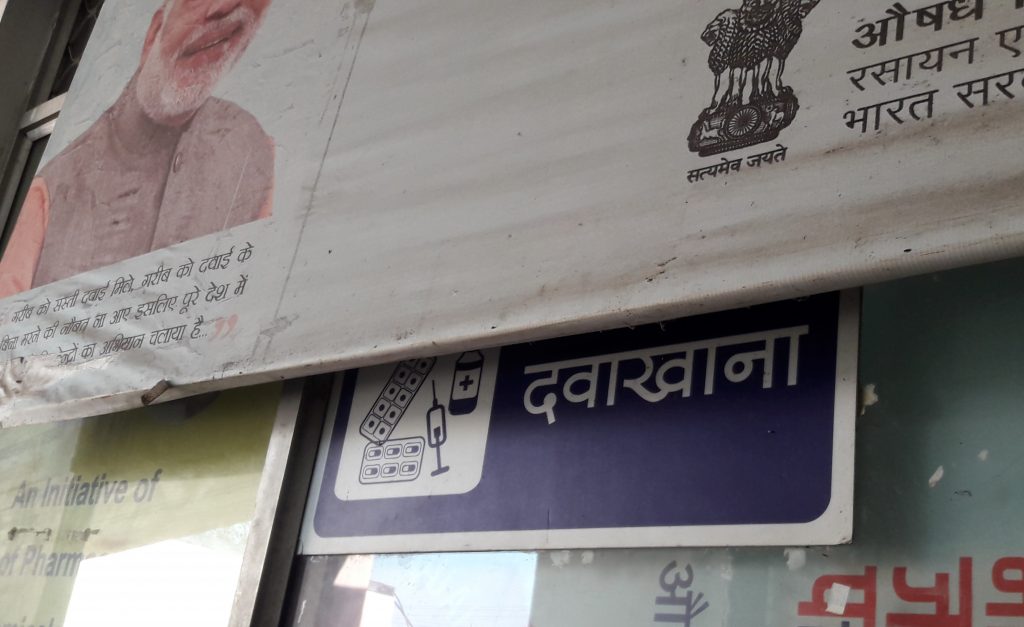 औषध
रसायन ए
भारत सर
सत्यमेव जयते
गरीब को सस्ती दवाई मिले.. गरीब को दवाई के
बिना मरने की नौबत ना आए इसलिए पूरे देश में
केंद्रों का अभियान चलाया है...
दवाखाना
An Initiative of
of Pharm
औ